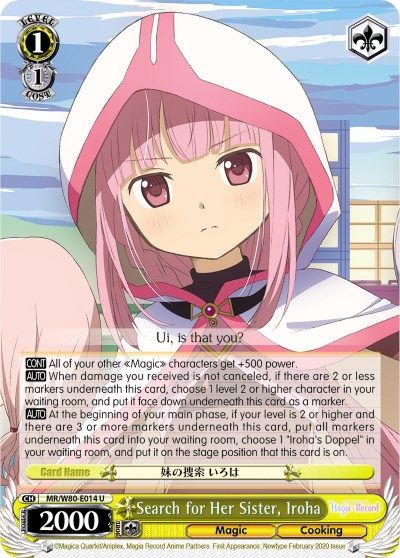 LEVEL
1
1
COST
Ui, is that you?
CONT All of your other «Magic» characters get +500 power.
AUTO When damage you received is not canceled, if there are 2 or less
markers underneath this card, choose 1 level 2 or higher character in your
waiting room, and put it face down underneath this card as a marker.
AUTO At the beginning of your main phase, if your level is 2 or higher and
there are 3 or more markers underneath this card, put all markers
underneath this card into your waiting room, choose 1 "Iroha's Doppel" in
your waiting room, and put it on the stage position that this card is on.
Card Name
妹の捜索 いろは
CH MR/W80-E014 U
Search for Her Sister, Iroha
Magia Record
POWER
2000
Magic
Cooking
©Magica Quartet/Aniplex, Magia Record Anime Partners First Appearance: Newtype February 2020 Issue